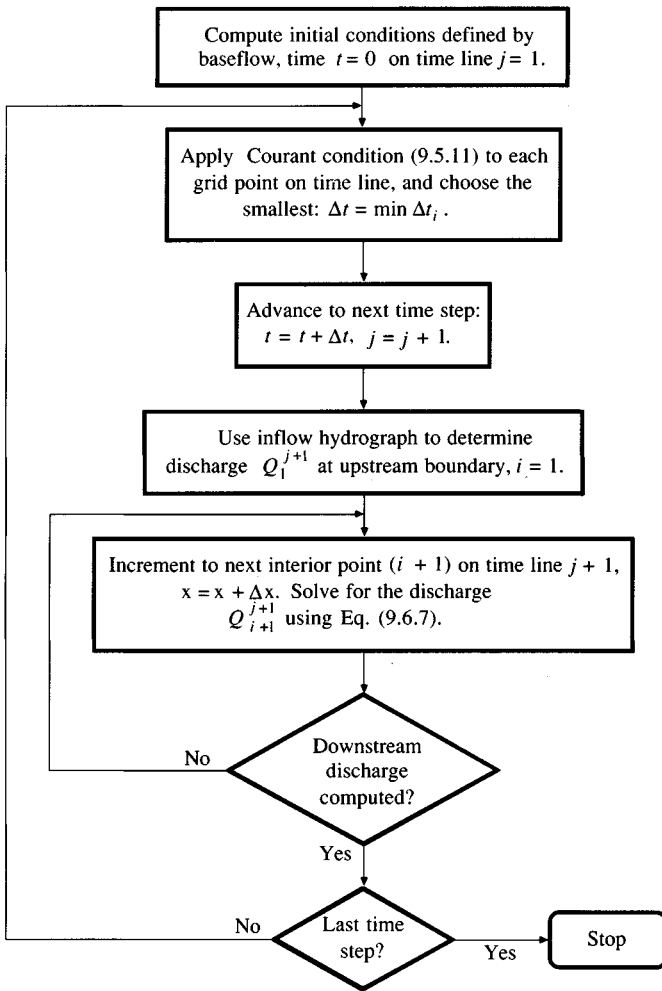 Compute initial conditions defined by
baseflow, time t = 0 on time line j = 1.
Apply Courant condition (9.5.11) to each
grid point on time line, and choose the
smallest: Δt = min Δt_i .
Advance to next time step:
t = t + Δt, j = j + 1.
Use inflow hydrograph to determine
discharge Q_1^{j+1} at upstream boundary, i = 1.
Increment to next interior point (i + 1) on time line j + 1,
x = x + Δx. Solve for the discharge
Q_{i+1}^{j+1} using Eq. (9.6.7).
No
Downstream
discharge
computed?
Yes
No
Last time
step?
Yes
Stop